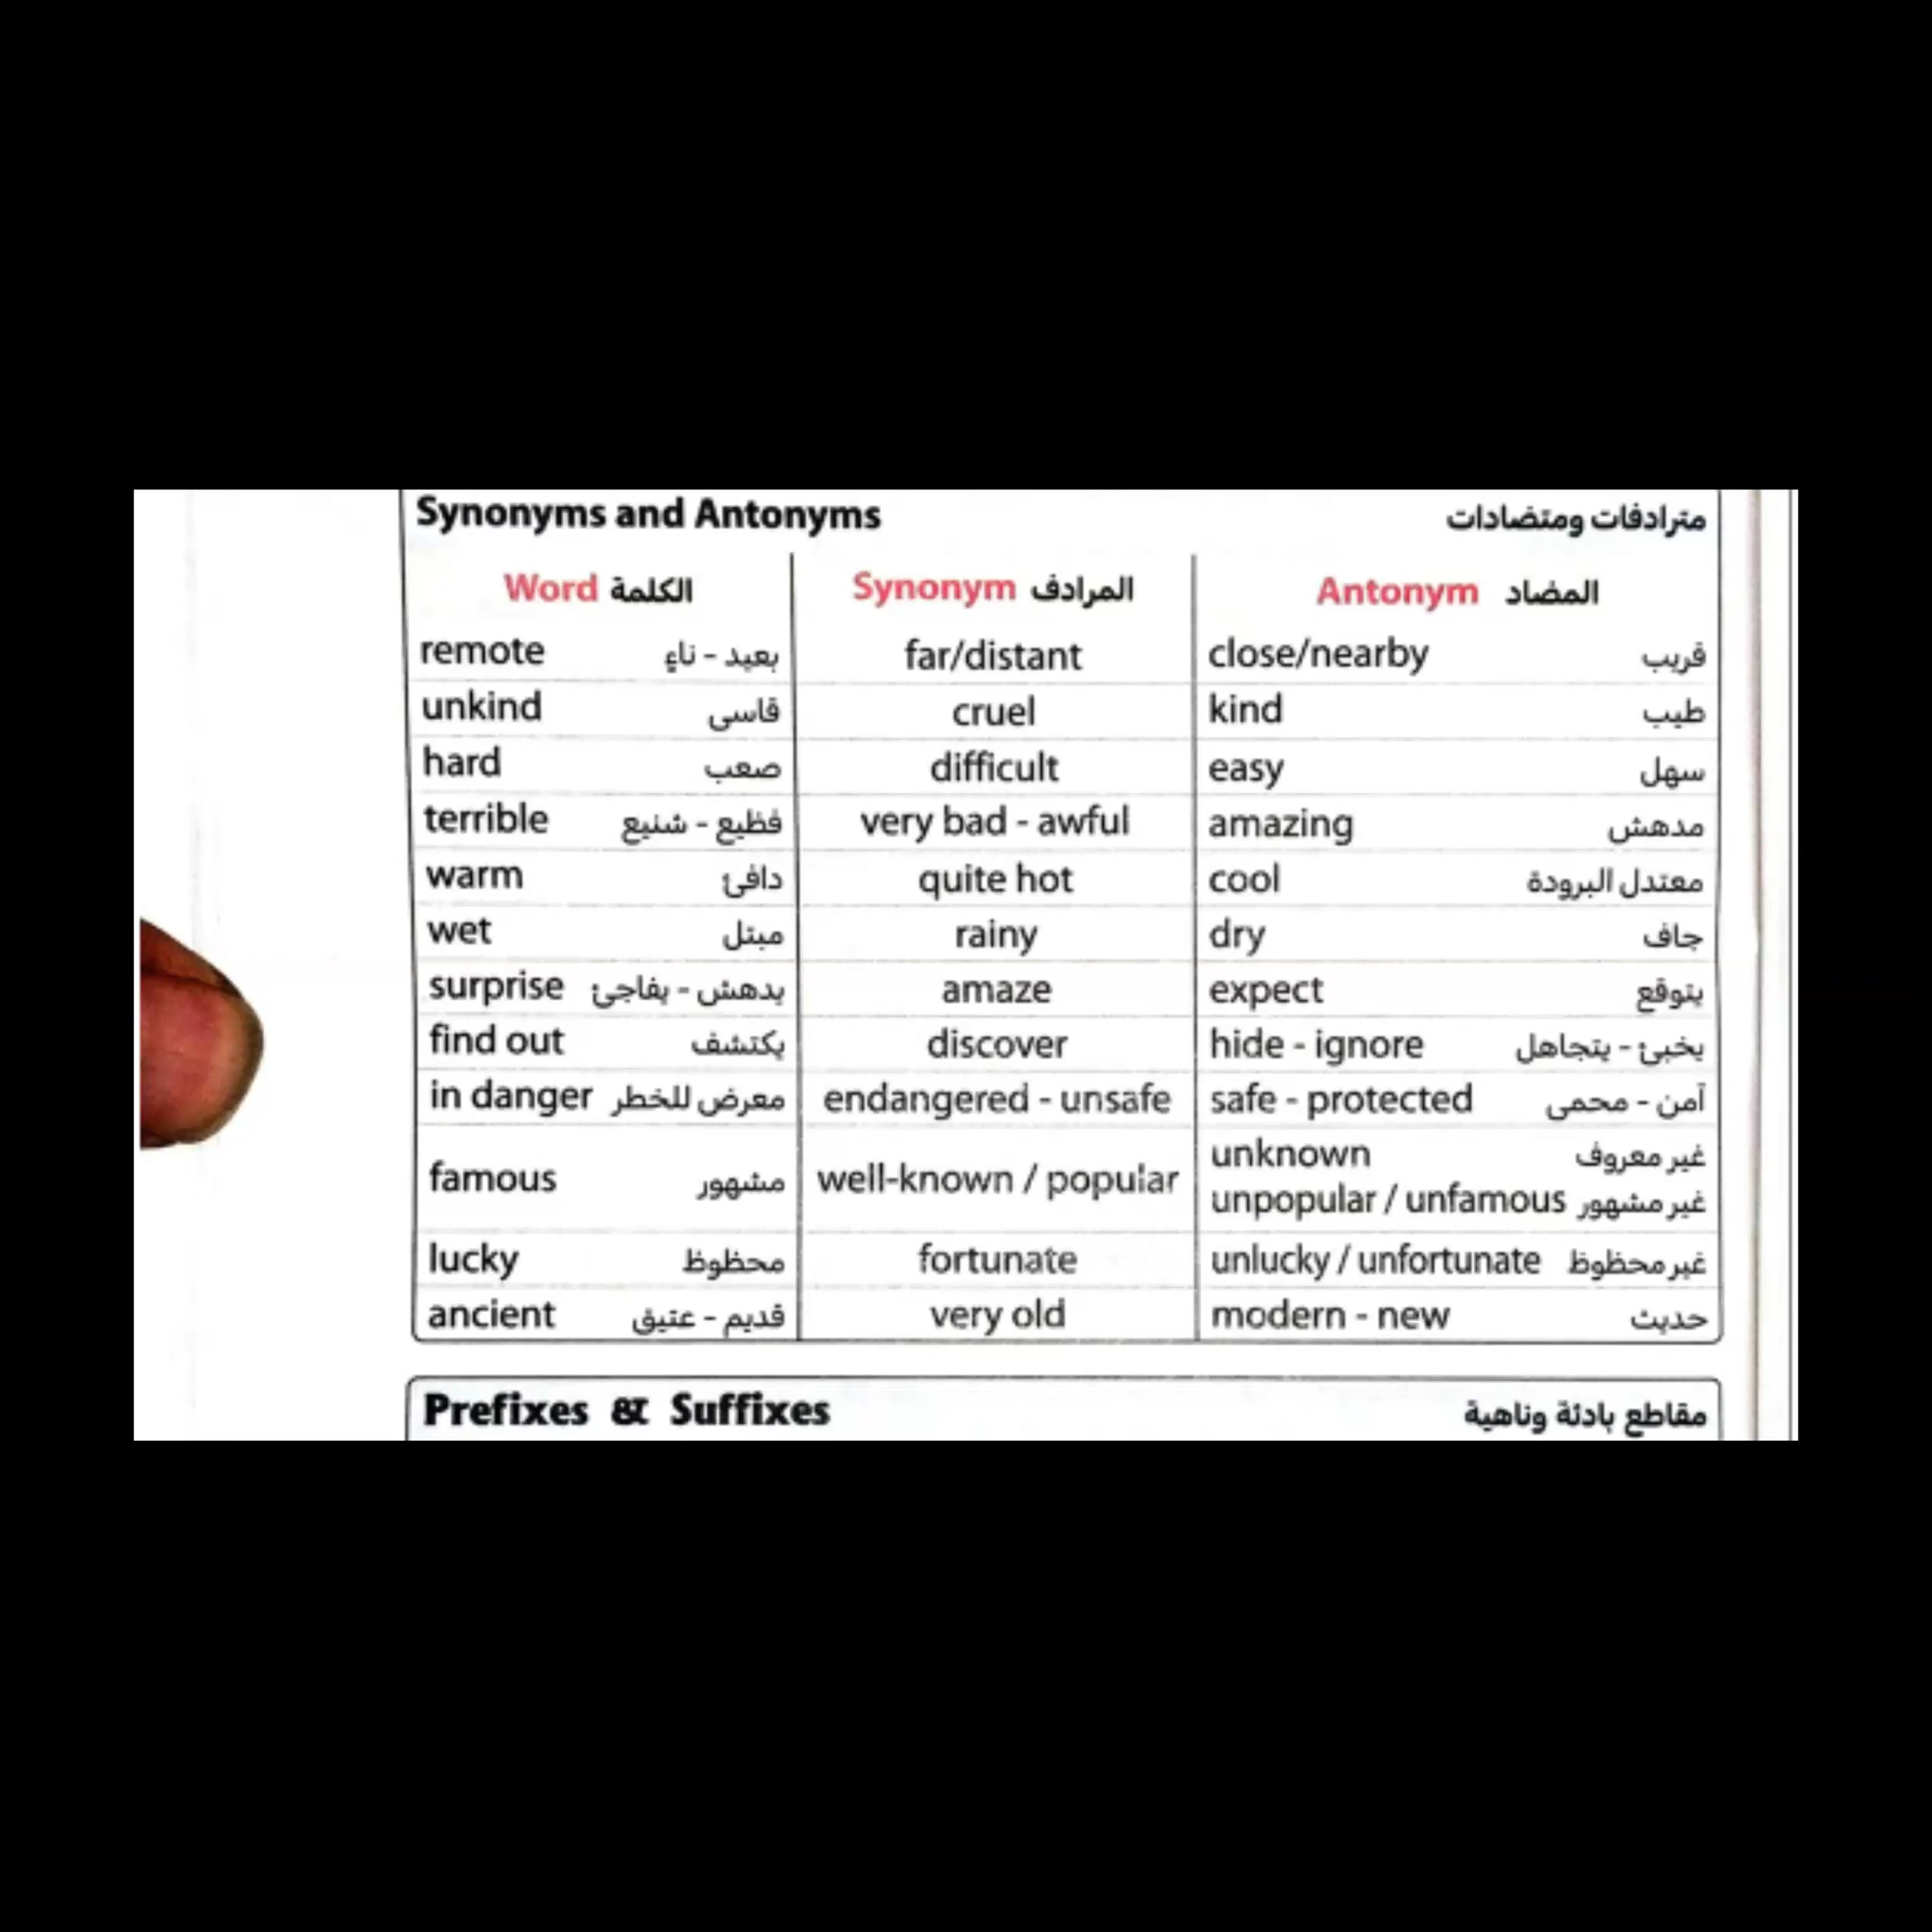 Synonyms and Antonyms مترادفات ومتضادات
Word الكلمة Synonym المرادف Antonym المضاد
remote بعيد - ناءٍ far/distant close/nearby قريب
unkind قاسى cruel kind طيب
hard صعب difficult easy سهل
terrible فظيع - شنيع very bad - awful amazing مدهش
warm دافئ quite hot cool معتدل البرودة
wet مبتل rainy dry جاف
surprise يدهش - يفاجئ amaze expect يتوقع
find out يكتشف discover hide - ignore يخبئ - يتجاهل
in danger معرض للخطر endangered - unsafe safe - protected آمن - محمى
famous مشهور well-known / popular unknown غير معروف
unpopular / unfamous غير مشهور
lucky محظوظ fortunate unlucky / unfortunate غير محظوظ
ancient قديم - عتيق very old modern - new حديث
Prefixes & Suffixes مقاطع بادئة وناهية